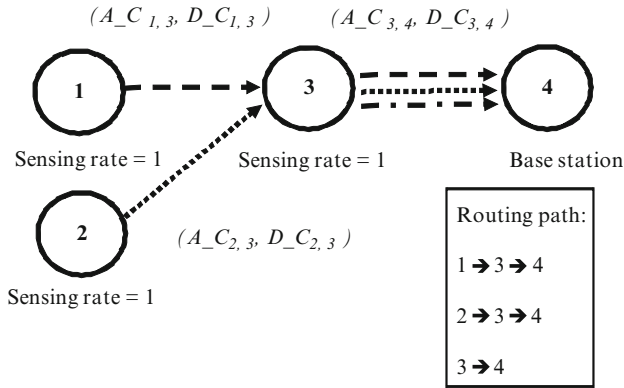 (A_C 1, 3, D_C1, 3 )
(A_C 3, 4, D_C3, 4 )
1
3
4
Sensing rate = 1
Sensing rate = 1
Base station
2
(A_C2, 3, D_C2, 3 )
Sensing rate = 1
Routing path:
1 ➔ 3 ➔ 4
2 ➔ 3 ➔ 4
3 ➔ 4